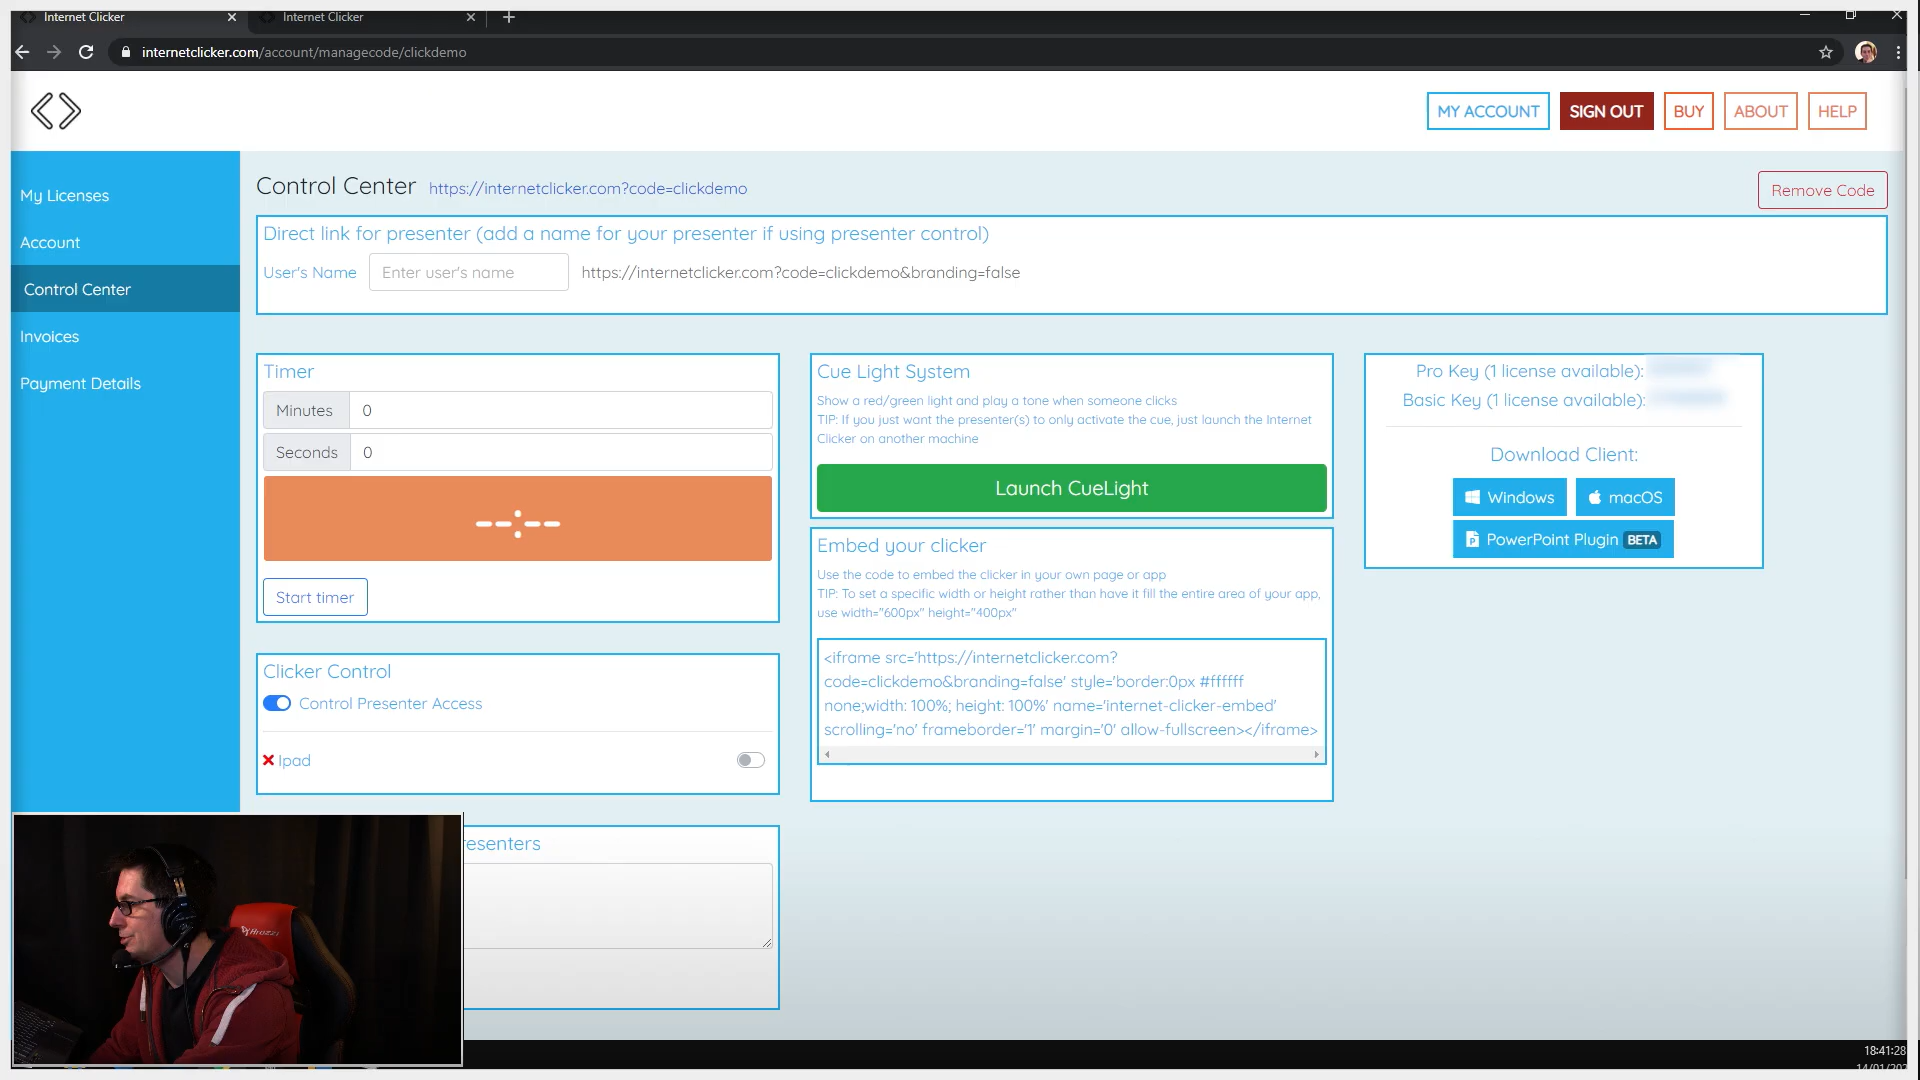 Internet Clicker
Internet Clicker
internetclicker.com/account/managecode/clickdemo
MY ACCOUNT
SIGN OUT
BUY
ABOUT
HELP
My Licenses
Account
Control Center
Invoices
Payment Details
Control Center https://internetclicker.com?code=clickdemo
Remove Code
Direct link for presenter (add a name for your presenter if using presenter control)
User's Name Enter user's name https://internetclicker.com?code=clickdemo&branding=false
Timer
Minutes 0
Seconds 0
--:--
Start timer
Clicker Control
Control Presenter Access
Ipad
resenters
Cue Light System
Show a red/green light and play a tone when someone clicks
TIP: If you just want the presenter(s) to only activate the cue, just launch the Internet
Clicker on another machine
Launch CueLight
Embed your clicker
Use the code to embed the clicker in your own page or app
TIP: To set a specific width or height rather than have it fill the entire area of your app,
use width="600px" height="400px"
<iframe src='https://internetclicker.com?
code=clickdemo&branding=false' style='border:0px #ffffff
none;width: 100%; height: 100%' name='internet-clicker-embed'
scrolling='no' frameborder='1' margin='0' allow-fullscreen></iframe>
Pro Key (1 license available):
Basic Key (1 license available):
Download Client:
Windows
macOS
PowerPoint Plugin BETA
18:41:28